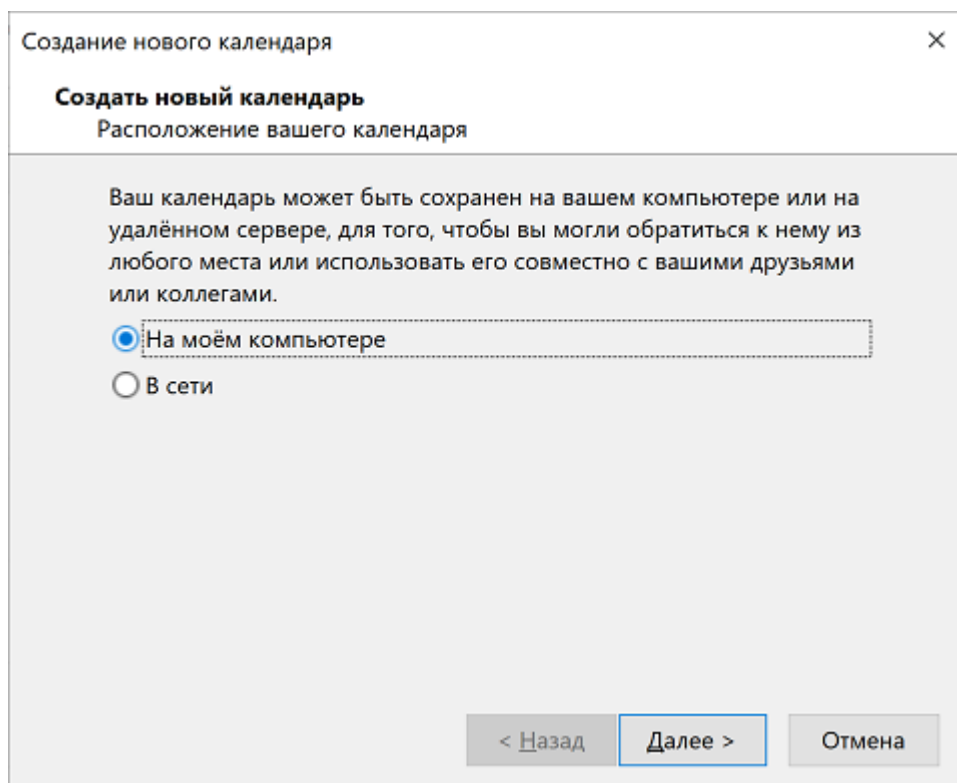 Создание нового календаря
Создать новый календарь
Расположение вашего календаря
Ваш календарь может быть сохранен на вашем компьютере или на
удалённом сервере, для того, чтобы вы могли обратиться к нему из
любого места или использовать его совместно с вашими друзьями
или коллегами.
На моём компьютере
В сети
< Назад Далее > Отмена